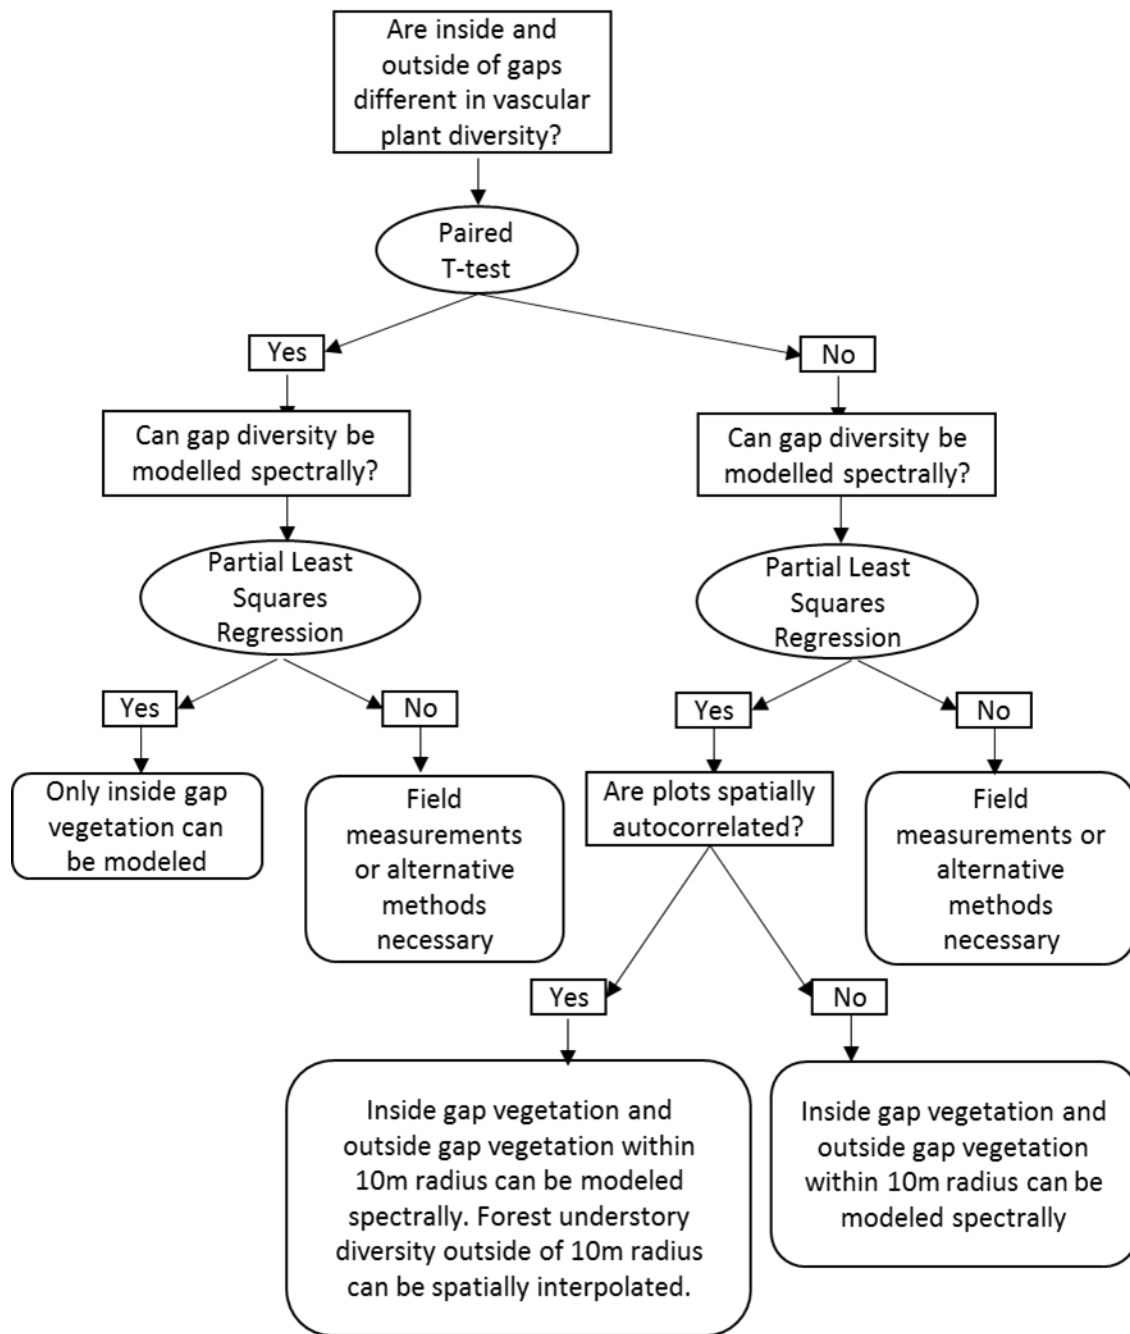 Are inside and
outside of gaps
different in vascular
plant diversity?
Paired
T-test
Yes
No
Can gap diversity be
modelled spectrally?
Can gap diversity be
modelled spectrally?
Partial Least
Squares
Regression
Partial Least
Squares
Regression
Yes
No
Yes
No
Only inside gap
vegetation can
be modeled
Field
measurements
or alternative
methods
necessary
Are plots spatially
autocorrelated?
Field
measurements or
alternative
methods
necessary
Yes
No
Inside gap vegetation and
outside gap vegetation within
10m radius can be modeled
spectrally. Forest understory
diversity outside of 10m radius
can be spatially interpolated.
Inside gap vegetation and
outside gap vegetation
within 10m radius can be
modeled spectrally